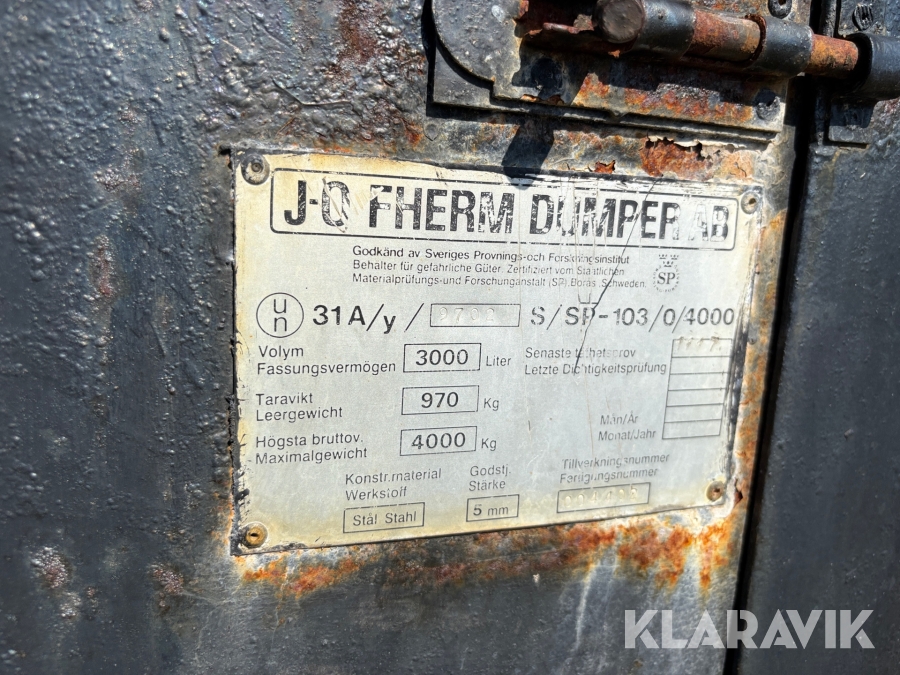 J-O FHERM DUMPER AB
Godkänd av Sveriges Provnings-och Forskningsinstitut
Behälter für gefährliche Güter. Zertifiziert vom Staatlichen
Materialprüfungs-und Forschungsanstalt (SP). Borås .Schweden.
SP
un 31A/y/ 9702 S/SP-103/0/4000
Volym
Fassungsvermögen 3000 Liter
Senaste täthetsprov
Letzte Dichtigkeitsprüfung
Taravikt
Leergewicht 970 Kg
Mån/År
Monat/Jahr
Högsta bruttov.
Maximalgewicht 4000 Kg
Konstr.material
Werkstoff
Stål Stahl
Godstj.
Stärke
5 mm
Tillverkningsnummer
Fertigungsnummer
KLARAVIK